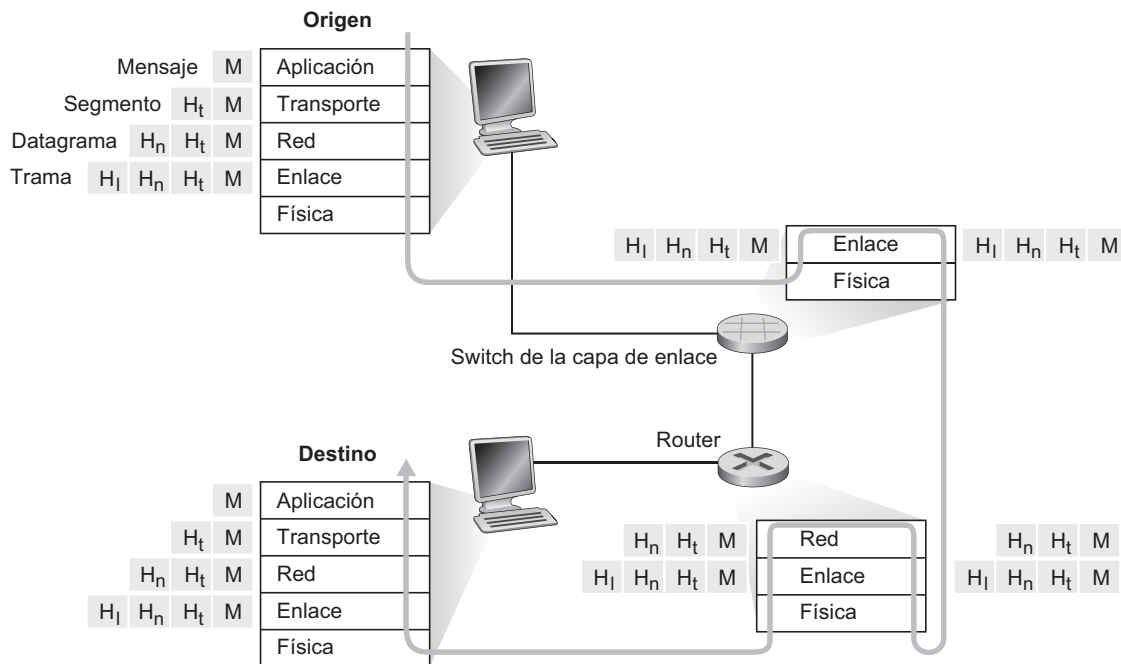 Origen
Mensaje M Aplicación
Segmento Ht M Transporte
Datagrama Hn Ht M Red
Trama Hl Hn Ht M Enlace
Física
Hl Hn Ht M Enlace Hl Hn Ht M
Física
Switch de la capa de enlace
Router
Destino
M Aplicación
Ht M Transporte
Hn Ht M Red
Hl Hn Ht M Enlace
Física
Hn Ht M Red Hn Ht M
Hl Hn Ht M Enlace Hl Hn Ht M
Física